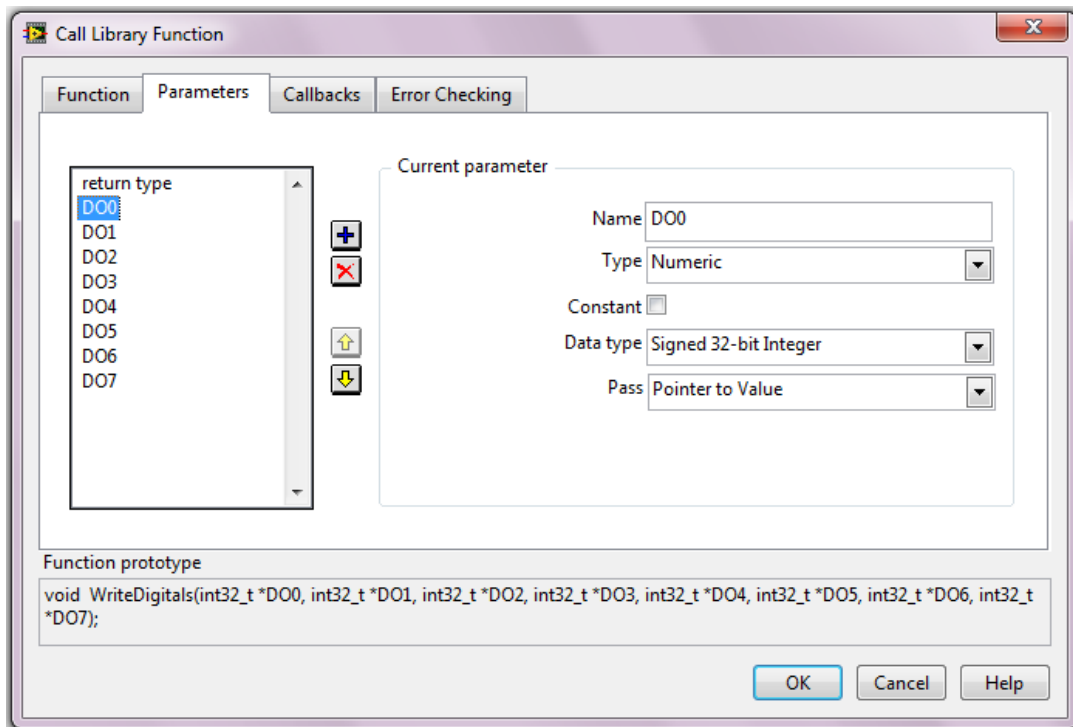 Call Library Function
Function Parameters Callbacks Error Checking
Current parameter
return type
DO0
DO1
DO2
DO3
DO4
DO5
DO6
DO7
Name DO0
Type Numeric
Constant
Data type Signed 32-bit Integer
Pass Pointer to Value
Function prototype
void  WriteDigitals(int32_t *DO0, int32_t *DO1, int32_t *DO2, int32_t *DO3, int32_t *DO4, int32_t *DO5, int32_t *DO6, int32_t
*DO7);
OK Cancel Help